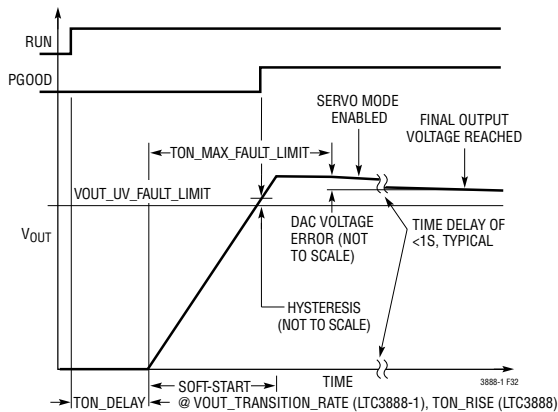 RUN
PGOOD
SERVO MODE
ENABLED
FINAL OUTPUT
VOLTAGE REACHED
TON_MAX_FAULT_LIMIT
VOUT_UV_FAULT_LIMIT
VOUT
DAC VOLTAGE
ERROR (NOT
TO SCALE)
TIME DELAY OF
<1S, TYPICAL
HYSTERESIS
(NOT TO SCALE)
SOFT-START
TIME
3888-1 F32
TON_DELAY
@ VOUT_TRANSITION_RATE (LTC3888-1), TON_RISE (LTC3888)